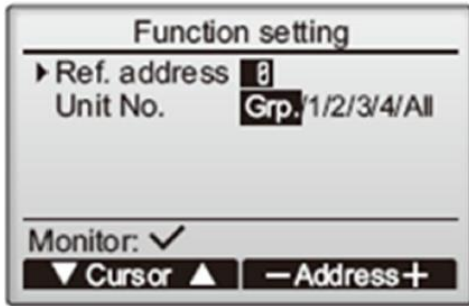 Function setting
▶Ref. address 0
Unit No. Grp./1/2/3/4/All
Monitor: ✓
▼ Cursor ▲ −Address+